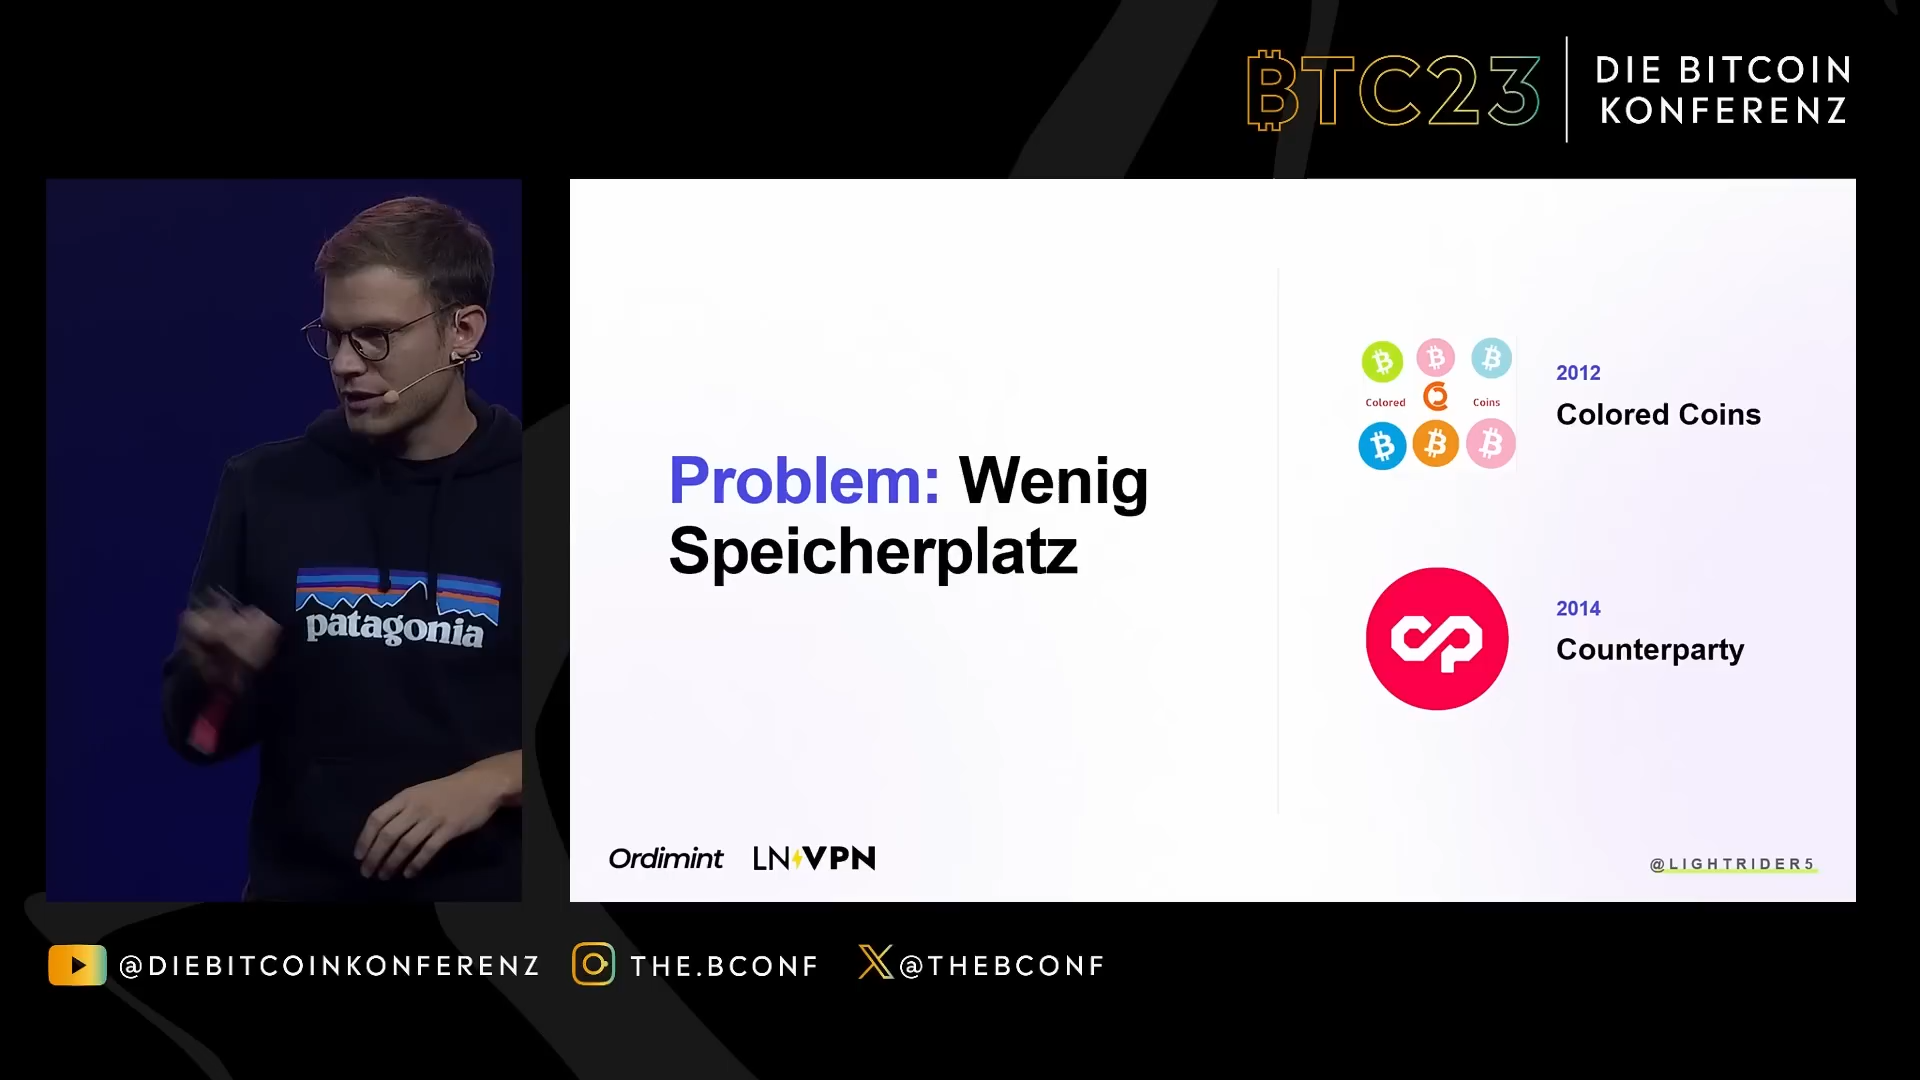 BTC23
DIE BITCOIN
KONFERENZ
patagonia
Problem: Wenig
Speicherplatz
Colored
Coins
2012
Colored Coins
cp
2014
Counterparty
Ordimint
LN VPN
@LIGHTRIDER5
@DIEBITCOINKONFERENZ
THE.BCONF
@THEBCONF